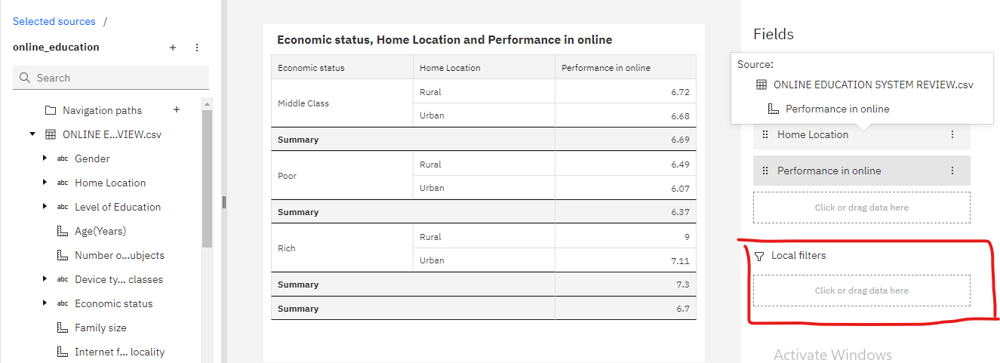 Selected sources /
online_education
Search
Navigation paths
ONLINE E...VIEW.csv
abc Gender
abc Home Location
abc Level of Education
Age(Years)
Number o...ubjects
abc Device ty... classes
abc Economic status
Family size
Internet f... locality
Economic status, Home Location and Performance in online
Economic status Home Location Performance in online
Middle Class
Rural 6.72
Urban 6.68
Summary 6.69
Poor
Rural 6.49
Urban 6.07
Summary 6.37
Rich
Rural 9
Urban 7.11
Summary 7.3
Summary 6.7
Fields
Source:
ONLINE EDUCATION SYSTEM REVIEW.csv
Performance in online
Home Location
Performance in online
Click or drag data here
Local filters
Click or drag data here
Activate Windows